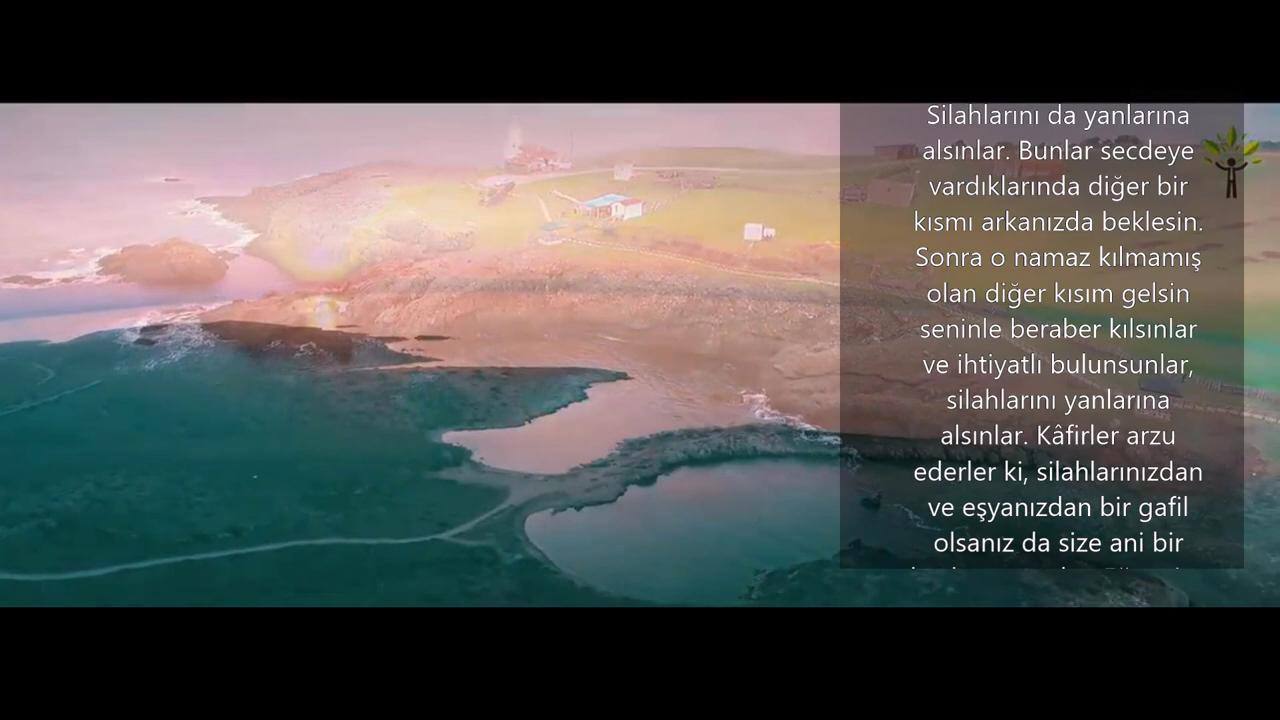 Silahlarını da yanlarına
alsınlar. Bunlar secdeye
vardıklarında diğer bir
kısmı arkanızda beklesin.
Sonra o namaz kılmamış
olan diğer kısım gelsin
seninle beraber kılsınlar
ve ihtiyatlı bulunsunlar,
silahlarını yanlarına
alsınlar. Kâfirler arzu
ederler ki, silahlarınızdan
ve eşyanızdan bir gafil
olsanız da size ani bir